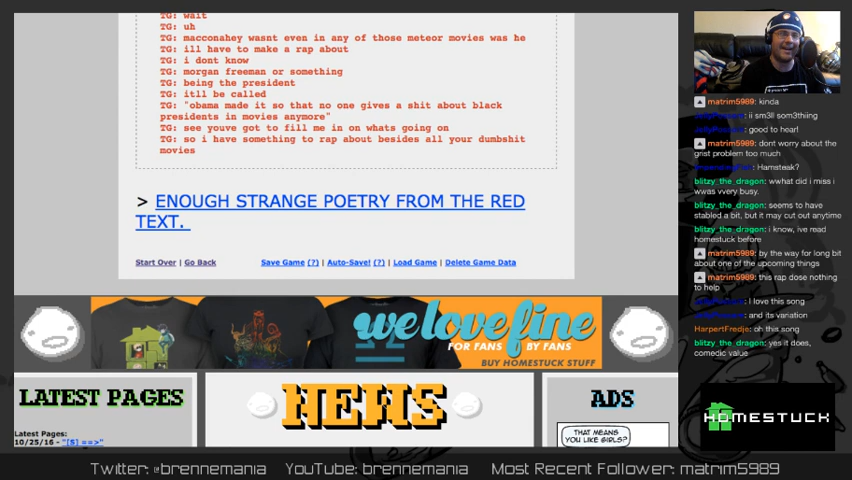 TG: wait
TG: uh
TG: macconahey wasnt even in any of those meteor movies was he
TG: ill have to make a rap about
TG: i dont know
TG: morgan freeman or something
TG: being the president
TG: itll be called
TG: "obama made it so that no one gives a shit about black
presidents in movies anymore"
TG: see youve got to fill me in on whats going on
TG: so i have something to rap about besides all your dumbshit
movies
> ENOUGH STRANGE POETRY FROM THE RED
TEXT.
Start Over | Go Back
Save Game (?) | Auto-Save! (?) | Load Game | Delete Game Data
welovefine
FOR FANS BY FANS
BUY HOMESTUCK STUFF
LATEST PAGES
NEWS
ADS
Latest Pages:
10/25/16 - "[S] ==>"
THAT MEANS
YOU LIKE GIRLS?
matrim5989: kinda
ii sm3ll som3thiing
good to hear!
matrim5989: dont worry about the
grist problem too much
Hamsteak?
blitzy_the_dragon: wwhat did i miss i
wwas vvery busy.
blitzy_the_dragon: seems to have
stabled a bit, but it may cut out anytime
blitzy_the_dragon: i know, ive read
homestuck before
matrim5989: by the way for long bit
about one of the upcoming things
matrim5989: this rap dose nothing
to help
I love this song
and its variation
HarpertFredje: oh this song
blitzy_the_dragon: yes it does,
comedic value
HOMESTUCK
Twitter: @brennemania YouTube: brennemania Most Recent Follower: matrim5989